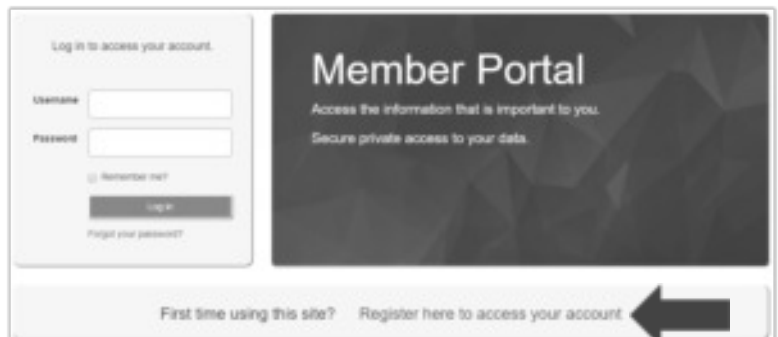 Log in to access your account.
Username
Password
Remember me?
Log in
Forgot your password?
Member Portal
Access the information that is important to you.
Secure private access to your data.
First time using this site? Register here to access your account